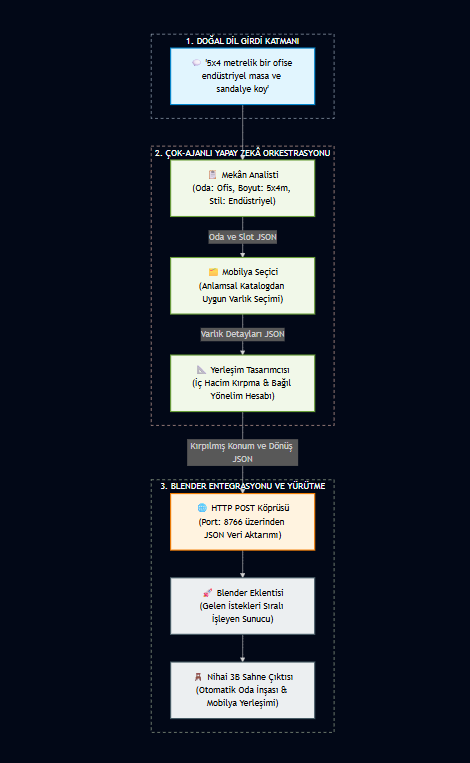 1. DOĞAL DİL GİRDİ KATMANI
'5x4 metrelik bir ofise
endüstriyel masa ve
sandalye koy'
2. ÇOK-AJANLI YAPAY ZEKÂ ORKESTRASYONU
Mekân Analisti
(Oda: Ofis, Boyut: 5x4m,
Stil: Endüstriyel)
Oda ve Slot JSON
Mobilya Seçici
(Anlamsal Katalogdan
Uygun Varlık Seçimi)
Varlık Detayları JSON
Yerleşim Tasarımcısı
(İç Hacim Kırpma & Bağıl
Yönelim Hesabı)
Kırpılmış Konum ve Dönüş
JSON
3. BLENDER ENTEGRASYONU VE YÜRÜTME
HTTP POST Köprüsü
(Port: 8766 üzerinden
JSON Veri Aktarımı)
Blender Eklentisi
(Gelen İstekleri Sıralı
İşleyen Sunucu)
Nihai 3B Sahne Çıktısı
(Otomatik Oda İnşası &
Mobilya Yerleşimi)